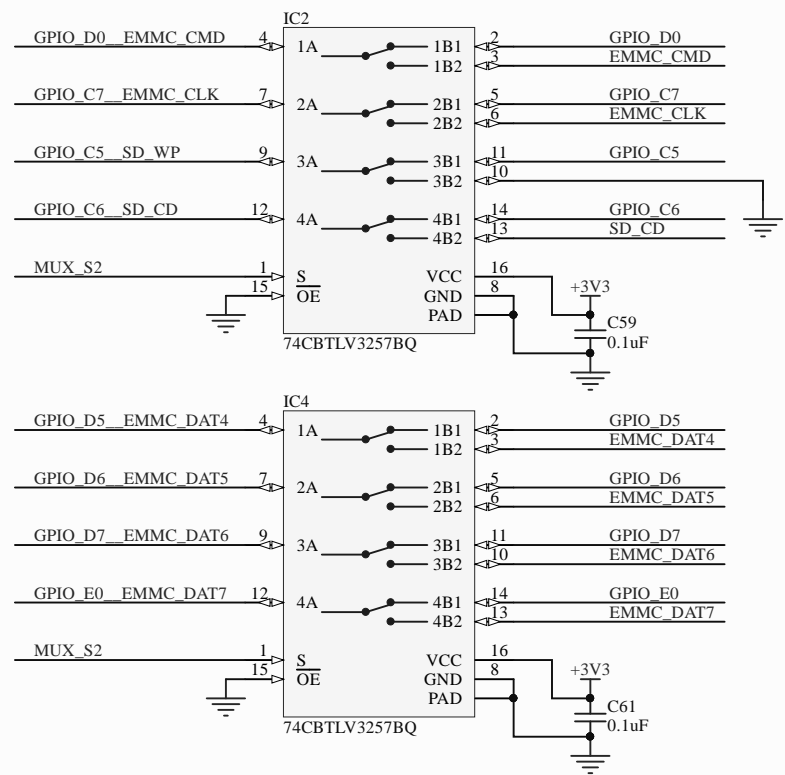 IC2
GPIO_D0__EMMC_CMD 4 1A 1B1 2 GPIO_D0
1B2 3 EMMC_CMD
GPIO_C7__EMMC_CLK 7 2A 2B1 5 GPIO_C7
2B2 6 EMMC_CLK
GPIO_C5__SD_WP 9 3A 3B1 11 GPIO_C5
3B2 10
GPIO_C6__SD_CD 12 4A 4B1 14 GPIO_C6
4B2 13 SD_CD
MUX_S2 1 S VCC 16
15 OE GND 8 +3V3
PAD
C59
0.1uF
74CBTLV3257BQ
IC4
GPIO_D5__EMMC_DAT4 4 1A 1B1 2 GPIO_D5
1B2 3 EMMC_DAT4
GPIO_D6__EMMC_DAT5 7 2A 2B1 5 GPIO_D6
2B2 6 EMMC_DAT5
GPIO_D7__EMMC_DAT6 9 3A 3B1 11 GPIO_D7
3B2 10 EMMC_DAT6
GPIO_E0__EMMC_DAT7 12 4A 4B1 14 GPIO_E0
4B2 13 EMMC_DAT7
MUX_S2 1 S VCC 16
15 OE GND 8 +3V3
PAD
C61
0.1uF
74CBTLV3257BQ